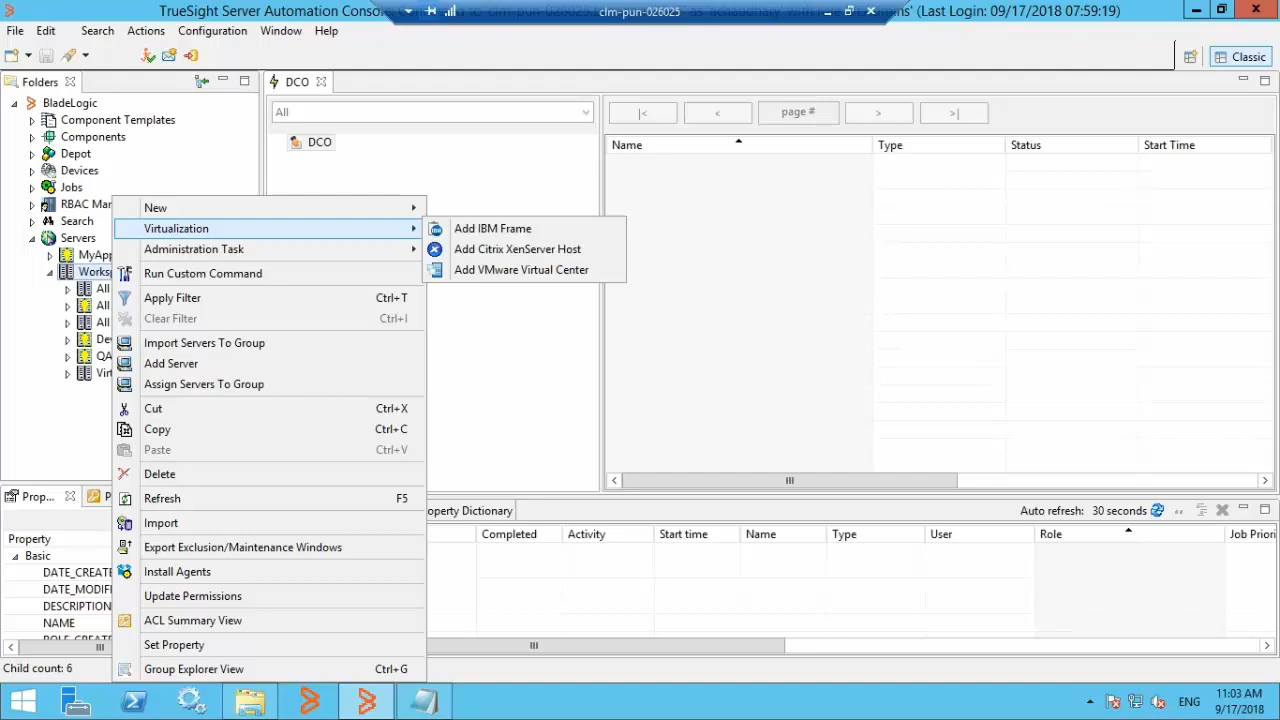 TrueSight Server Automation Console
clm-pun-026025
(Last Login: 09/17/2018 07:59:19)
File Edit Search Actions Configuration Window Help
Classic
Folders
DCO
BladeLogic
Component Templates
Components
Depot
Devices
Jobs
RBAC Mar
Search
Servers
MyApp
Worksp
All
All
All
De
QA
Virt
All
DCO
|< < page # > >|
Name Type Status Start Time
New
Virtualization
Administration Task
Run Custom Command
Apply Filter Ctrl+T
Clear Filter Ctrl+I
Import Servers To Group
Add Server
Assign Servers To Group
Cut Ctrl+X
Copy Ctrl+C
Paste Ctrl+V
Delete
Refresh F5
Import
Export Exclusion/Maintenance Windows
Install Agents
Update Permissions
ACL Summary View
Set Property
Group Explorer View Ctrl+G
Add IBM Frame
Add Citrix XenServer Host
Add VMware Virtual Center
Prop... P
operty Dictionary
Auto refresh: 30 seconds
Property
Basic
DATE_CREATE
DATE_MODIF
DESCRIPTION
NAME
Completed Activity Start time Name Type User Role Job Priori
Child count: 6
ENG
11:03 AM
9/17/2018